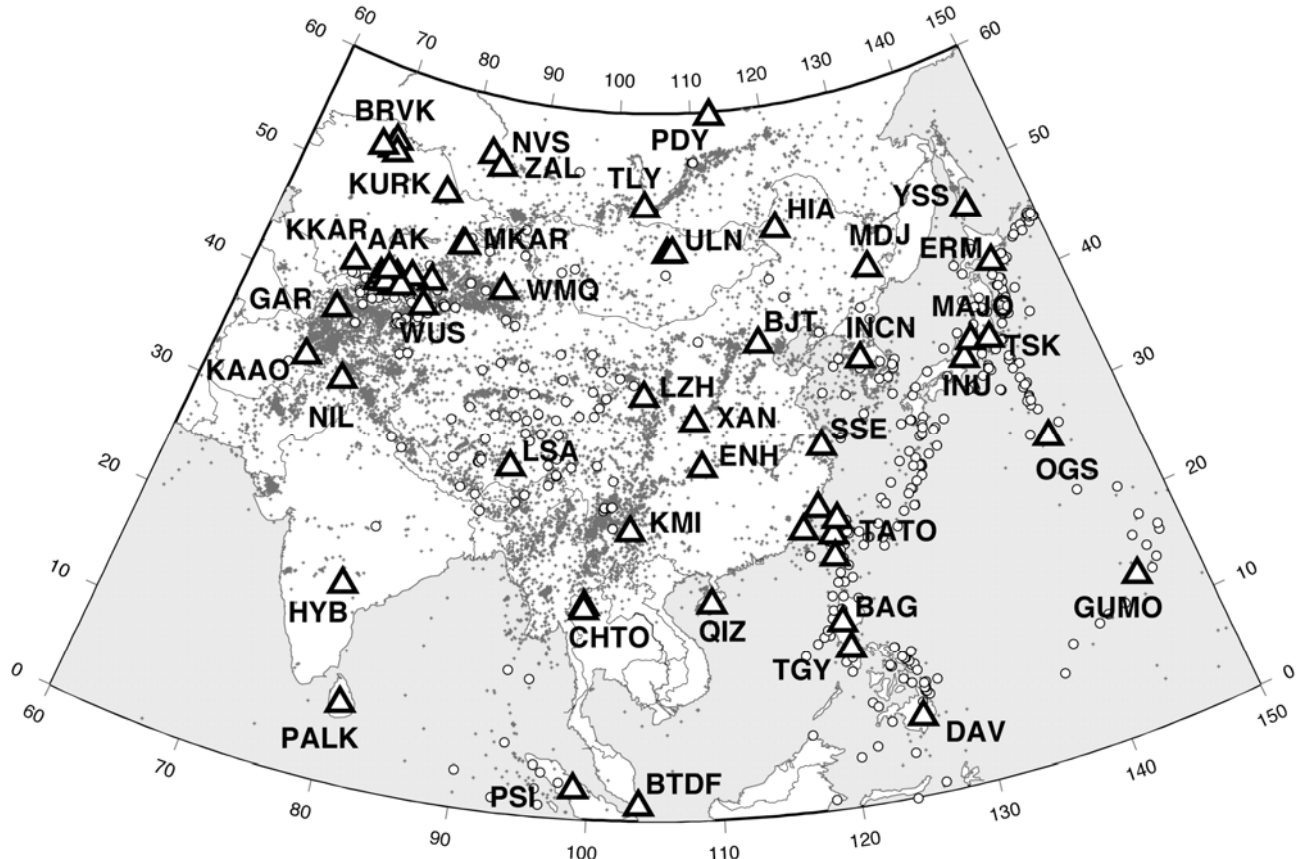 60
70
80
90
100
110
120
130
140
150
60
60
50
40
30
20
10
0
50
40
30
20
10
0
BRVK
NVS
ZAL
PDY
KURK
TLY
YSS
HIA
KKAR
AAK
MKAR
ULN
MDJ
ERM
GAR
WMQ
MAJO
WUS
BJT
INCN
TSK
KAAO
INU
NIL
LZH
XAN
SSE
LSA
ENH
OGS
KMI
TATO
HYB
CHTO
QIZ
BAG
GUMO
TGY
PALK
DAV
PSI
BTDF
60
70
80
90
100
110
120
130
140
150